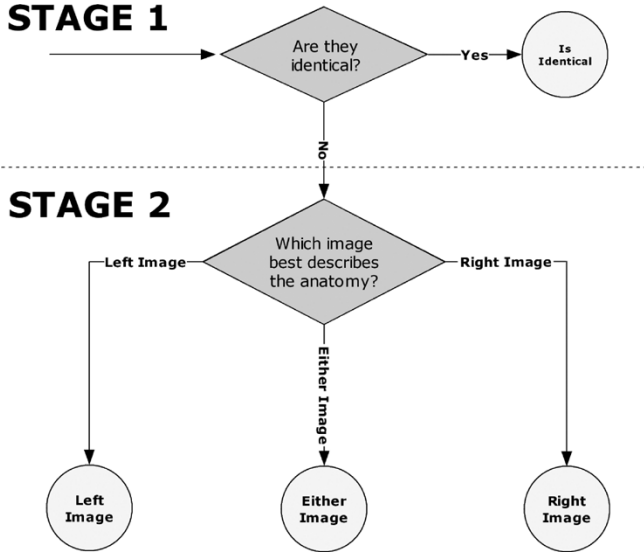 STAGE 1
Are they
identical?
Yes
Is
Identical
No
STAGE 2
Which image
best describes
the anatomy?
Left Image
Right Image
Either Image
Left
Image
Either
Image
Right
Image